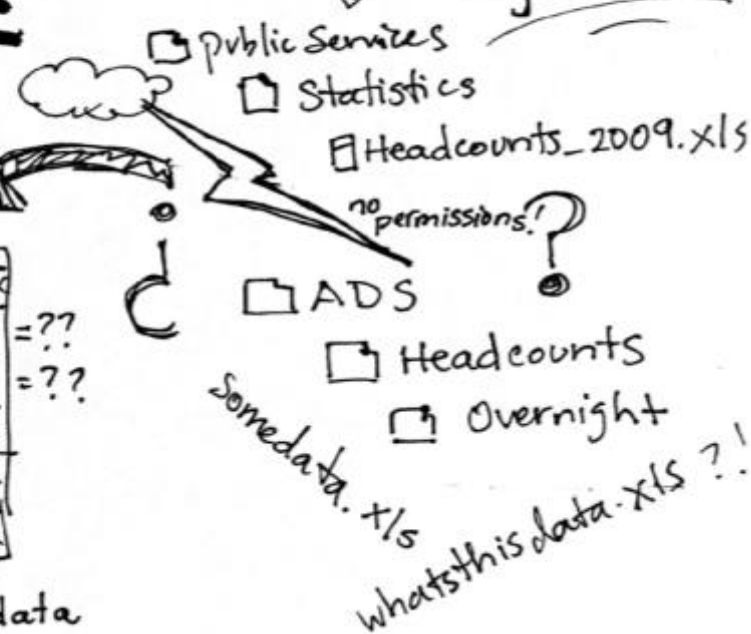 Public Services
Statistics
Headcounts_2009.xls
no permissions!
?
¿
ADS
=??
=??
Headcounts
Overnight
Somedata.xls
whatsthisdata.xls ?!
data